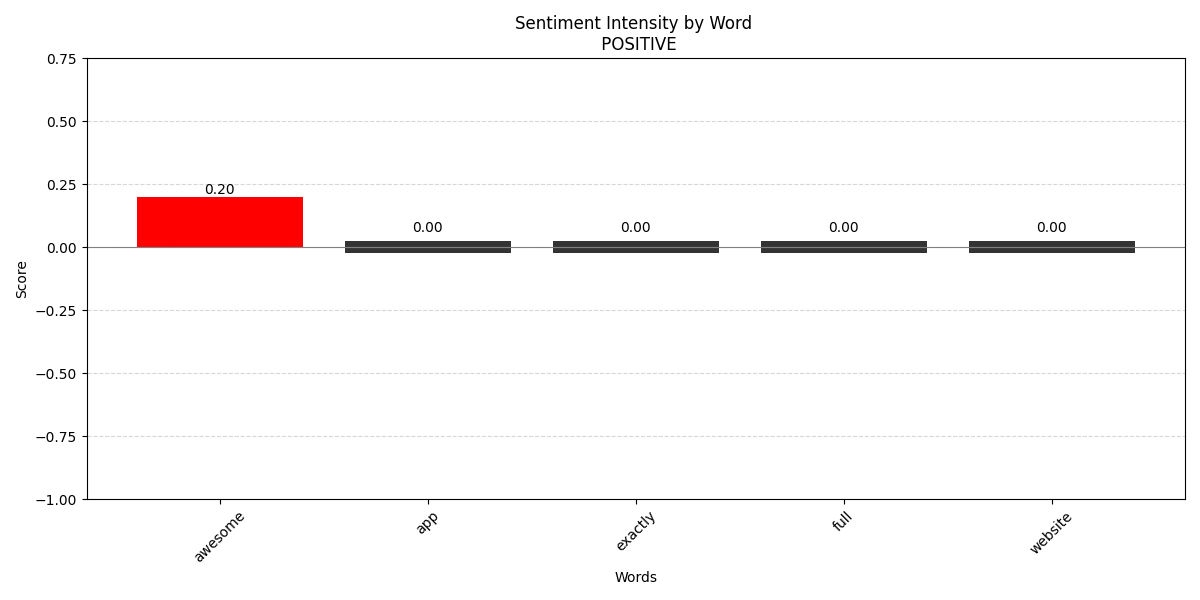 Sentiment Intensity by Word
POSITIVE
0.75
0.50
0.25
0.00
−0.25
−0.50
−0.75
−1.00
Score
0.20
0.00
0.00
0.00
0.00
awesome
app
exactly
full
website
Words